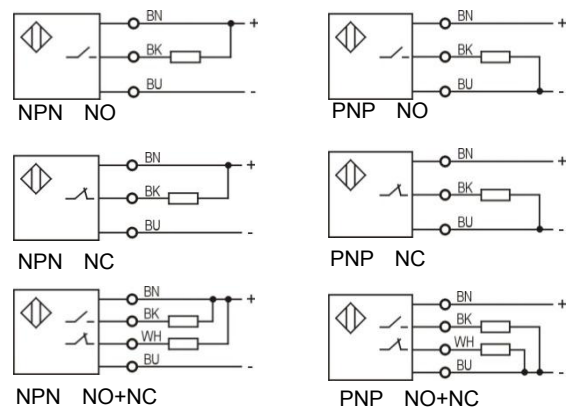 BN
+
BK
BU
-
NPN NO
BN
+
BK
BU
-
PNP NO
BN
+
BK
BU
-
NPN NC
BN
+
BK
BU
-
PNP NC
BN
+
BK
WH
BU
-
NPN NO+NC
BN
+
BK
WH
BU
-
PNP NO+NC